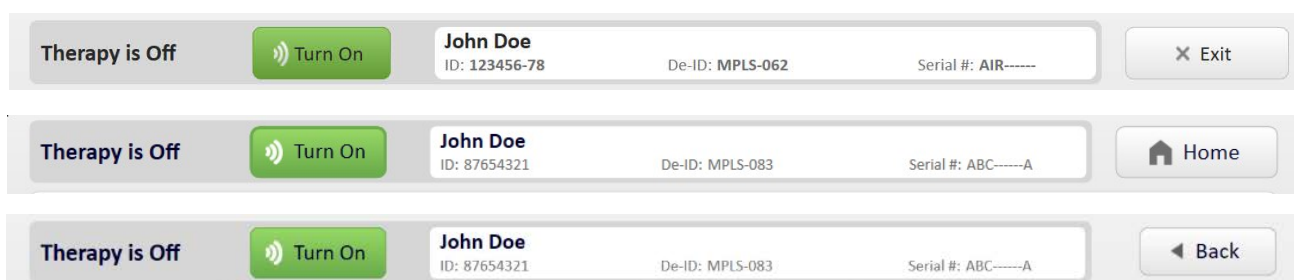 Therapy is Off Turn On John Doe Exit
ID: 123456-78 De-ID: MPLS-062 Serial #: AIR------
Therapy is Off Turn On John Doe Home
ID: 87654321 De-ID: MPLS-083 Serial #: ABC------A
Therapy is Off Turn On John Doe Back
ID: 87654321 De-ID: MPLS-083 Serial #: ABC------A